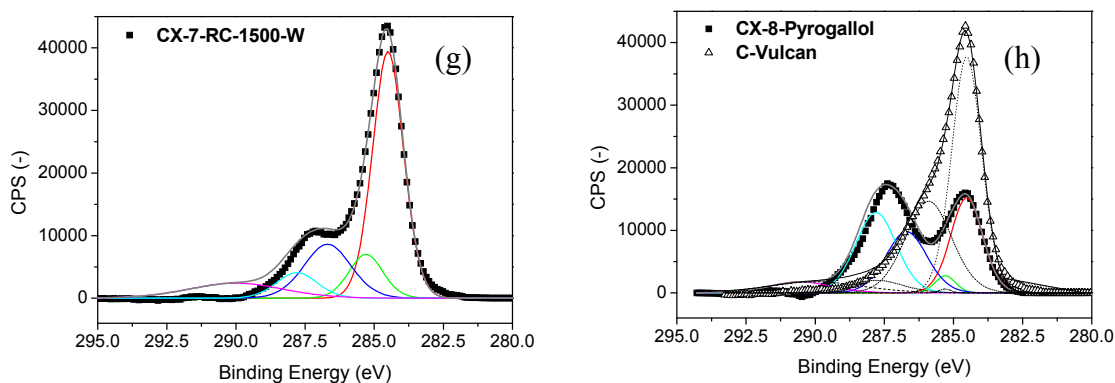 CX-7-RC-1500-W
(g)
CPS (-)
40000
30000
20000
10000
0
295.0 292.5 290.0 287.5 285.0 282.5 280.0
Binding Energy (eV)
CX-8-Pyrogallol
C-Vulcan
(h)
CPS (-)
40000
30000
20000
10000
0
295.0 292.5 290.0 287.5 285.0 282.5 280.0
Binding Energy (eV)